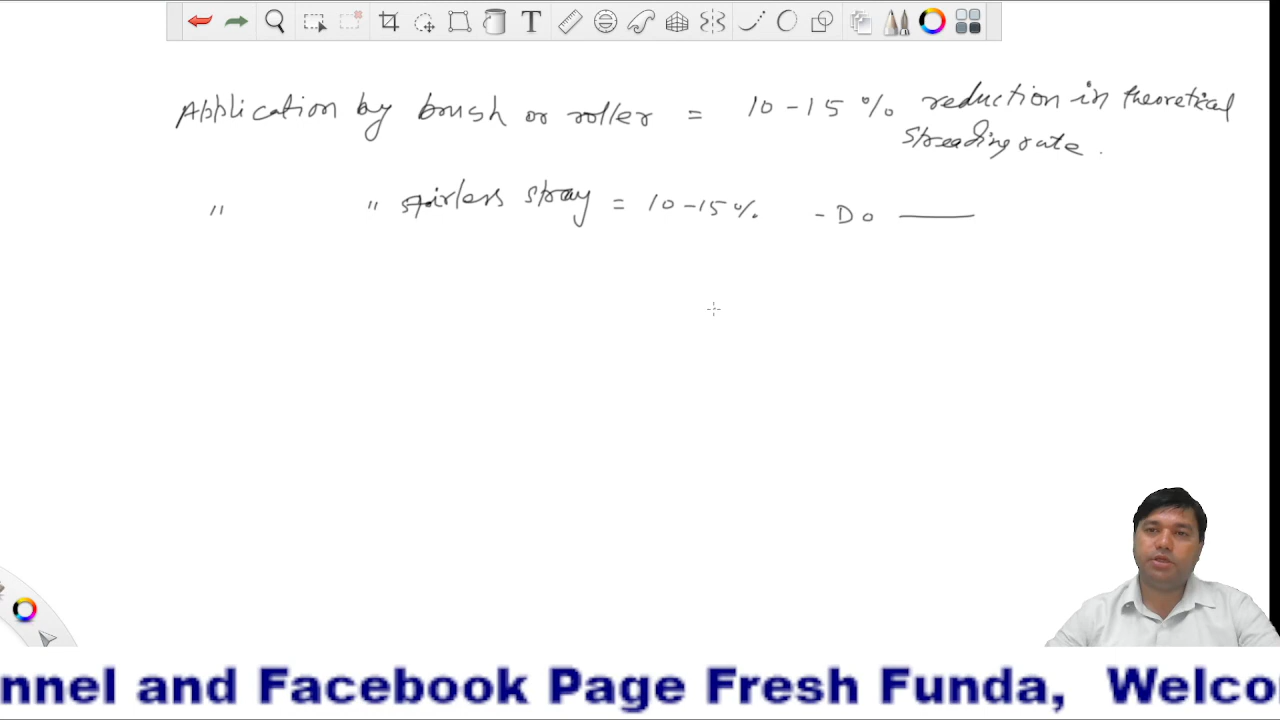 Application by brush or roller = 10-15% reduction in theoretical
spreading rate.
" " airless spray = 10-15% -Do
nnel and Facebook Page Fresh Funda, Welco